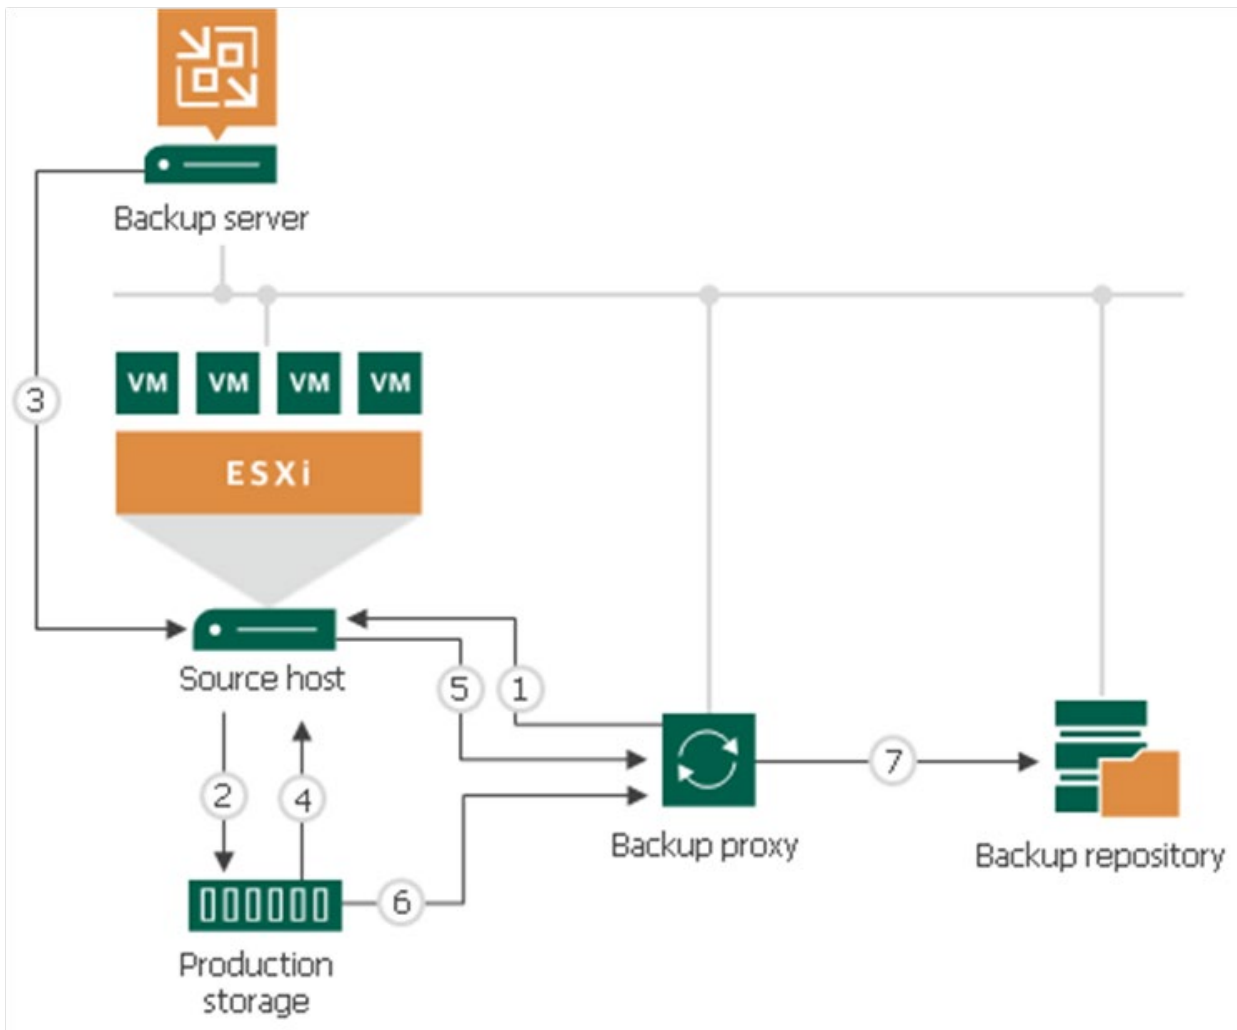 Backup server
VM VM VM VM
3
ESXi
Source host
5 1
7
2 4
Backup proxy
Backup repository
6
Production
storage